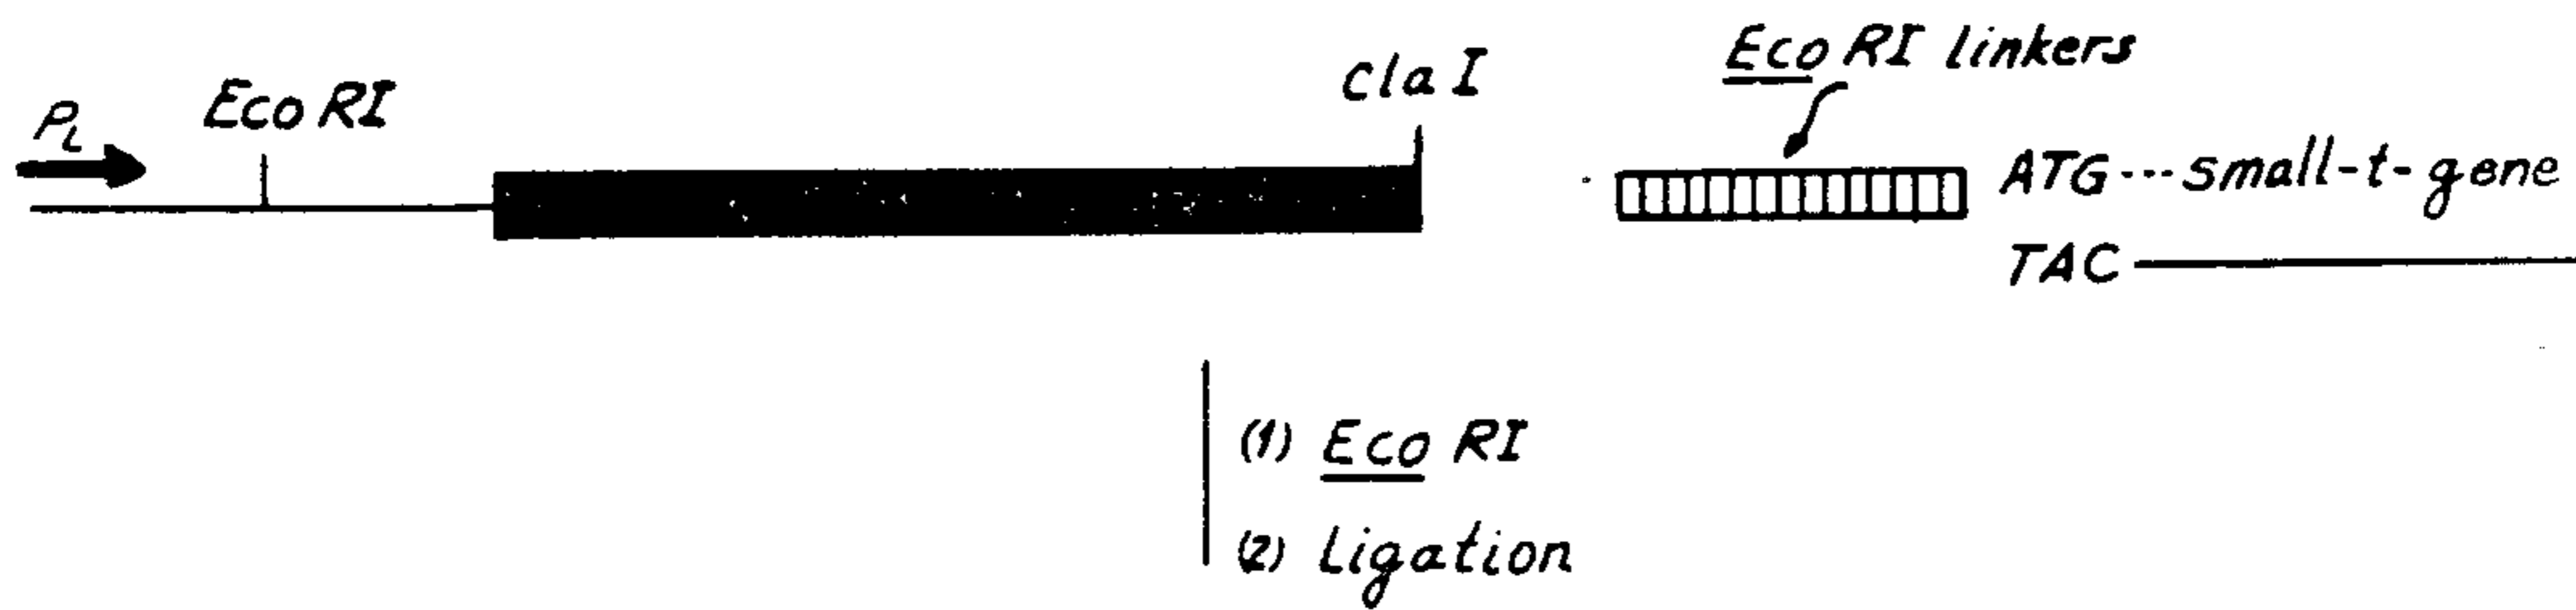 P_L
Eco RI
cla I
Eco RI linkers
ATG---small-t-gene
TAC
(1) Eco RI
(2) Ligation